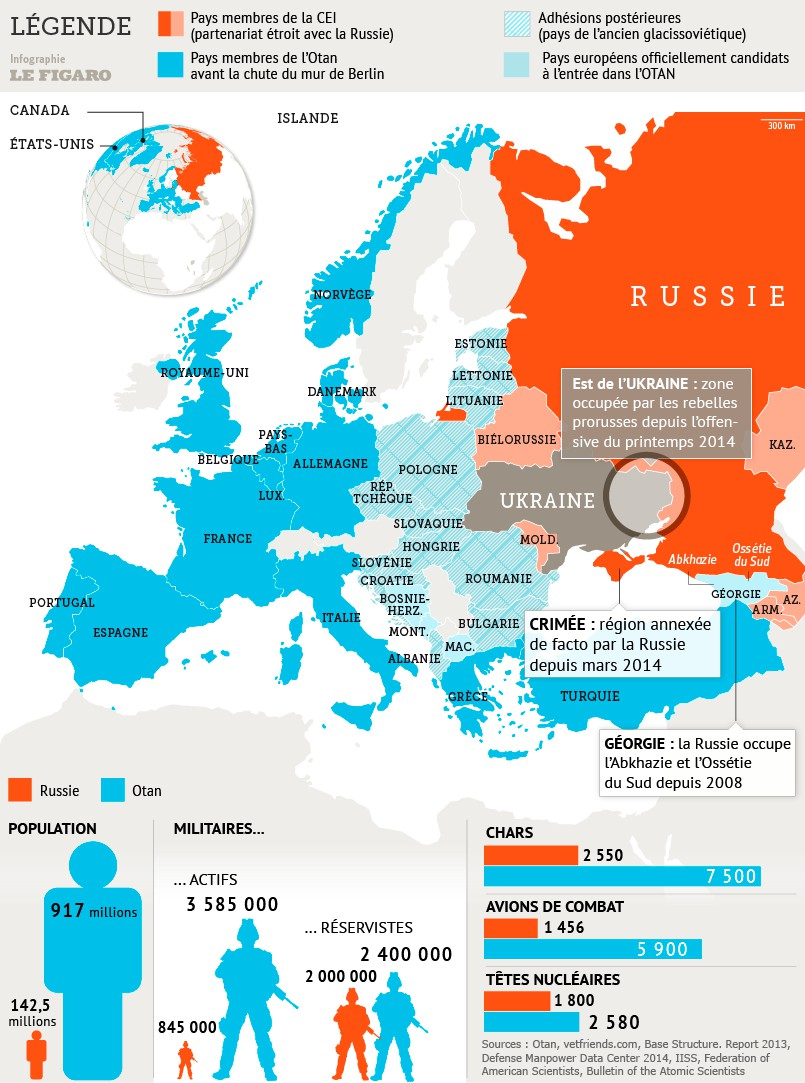 LÉGENDE
Infographie
LE FIGARO
Pays membres de la CEI
(partenariat étroit avec la Russie)
Pays membres de l'Otan
avant la chute du mur de Berlin
Adhésions postérieures
(pays de l'ancien glacissoviétique)
Pays européens officiellement candidats
à l'entrée dans l'OTAN
CANADA
ÉTATS-UNIS
ISLANDE
300 km
RUSSIE
NORVÈGE
ESTONIE
LETTONIE
LITUANIE
ROYAUME-UNI
DANEMARK
Est de l'UKRAINE : zone
occupée par les rebelles
prorusses depuis l'offen-
sive du printemps 2014
PAYS-
BAS
BIÉLORUSSIE
KAZ.
BELGIQUE
ALLEMAGNE
POLOGNE
LUX.
RÉP.
TCHÈQUE
UKRAINE
SLOVAQUIE
FRANCE
HONGRIE
MOLD.
SLOVÉNIE
Abkhazie
Ossétie
du Sud
CROATIE
ROUMANIE
GÉORGIE
AZ.
ARM.
PORTUGAL
BOSNIE-
HERZ.
ITALIE
BULGARIE
ESPAGNE
MONT.
MAC.
ALBANIE
CRIMÉE : région annexée
de facto par la Russie
depuis mars 2014
GRÈCE
TURQUIE
GÉORGIE : la Russie occupe
l'Abkhazie et l'Ossétie
du Sud depuis 2008
Russie
Otan
POPULATION
917 millions
142,5
millions
MILITAIRES...
... ACTIFS
3 585 000
845 000
... RÉSERVISTES
2 400 000
2 000 000
CHARS
2 550
7 500
AVIONS DE COMBAT
1 456
5 900
TÊTES NUCLÉAIRES
1 800
2 580
Sources : Otan, vetfriends.com, Base Structure. Report 2013,
Defense Manpower Data Center 2014, IISS, Federation of
American Scientists, Bulletin of the Atomic Scientists